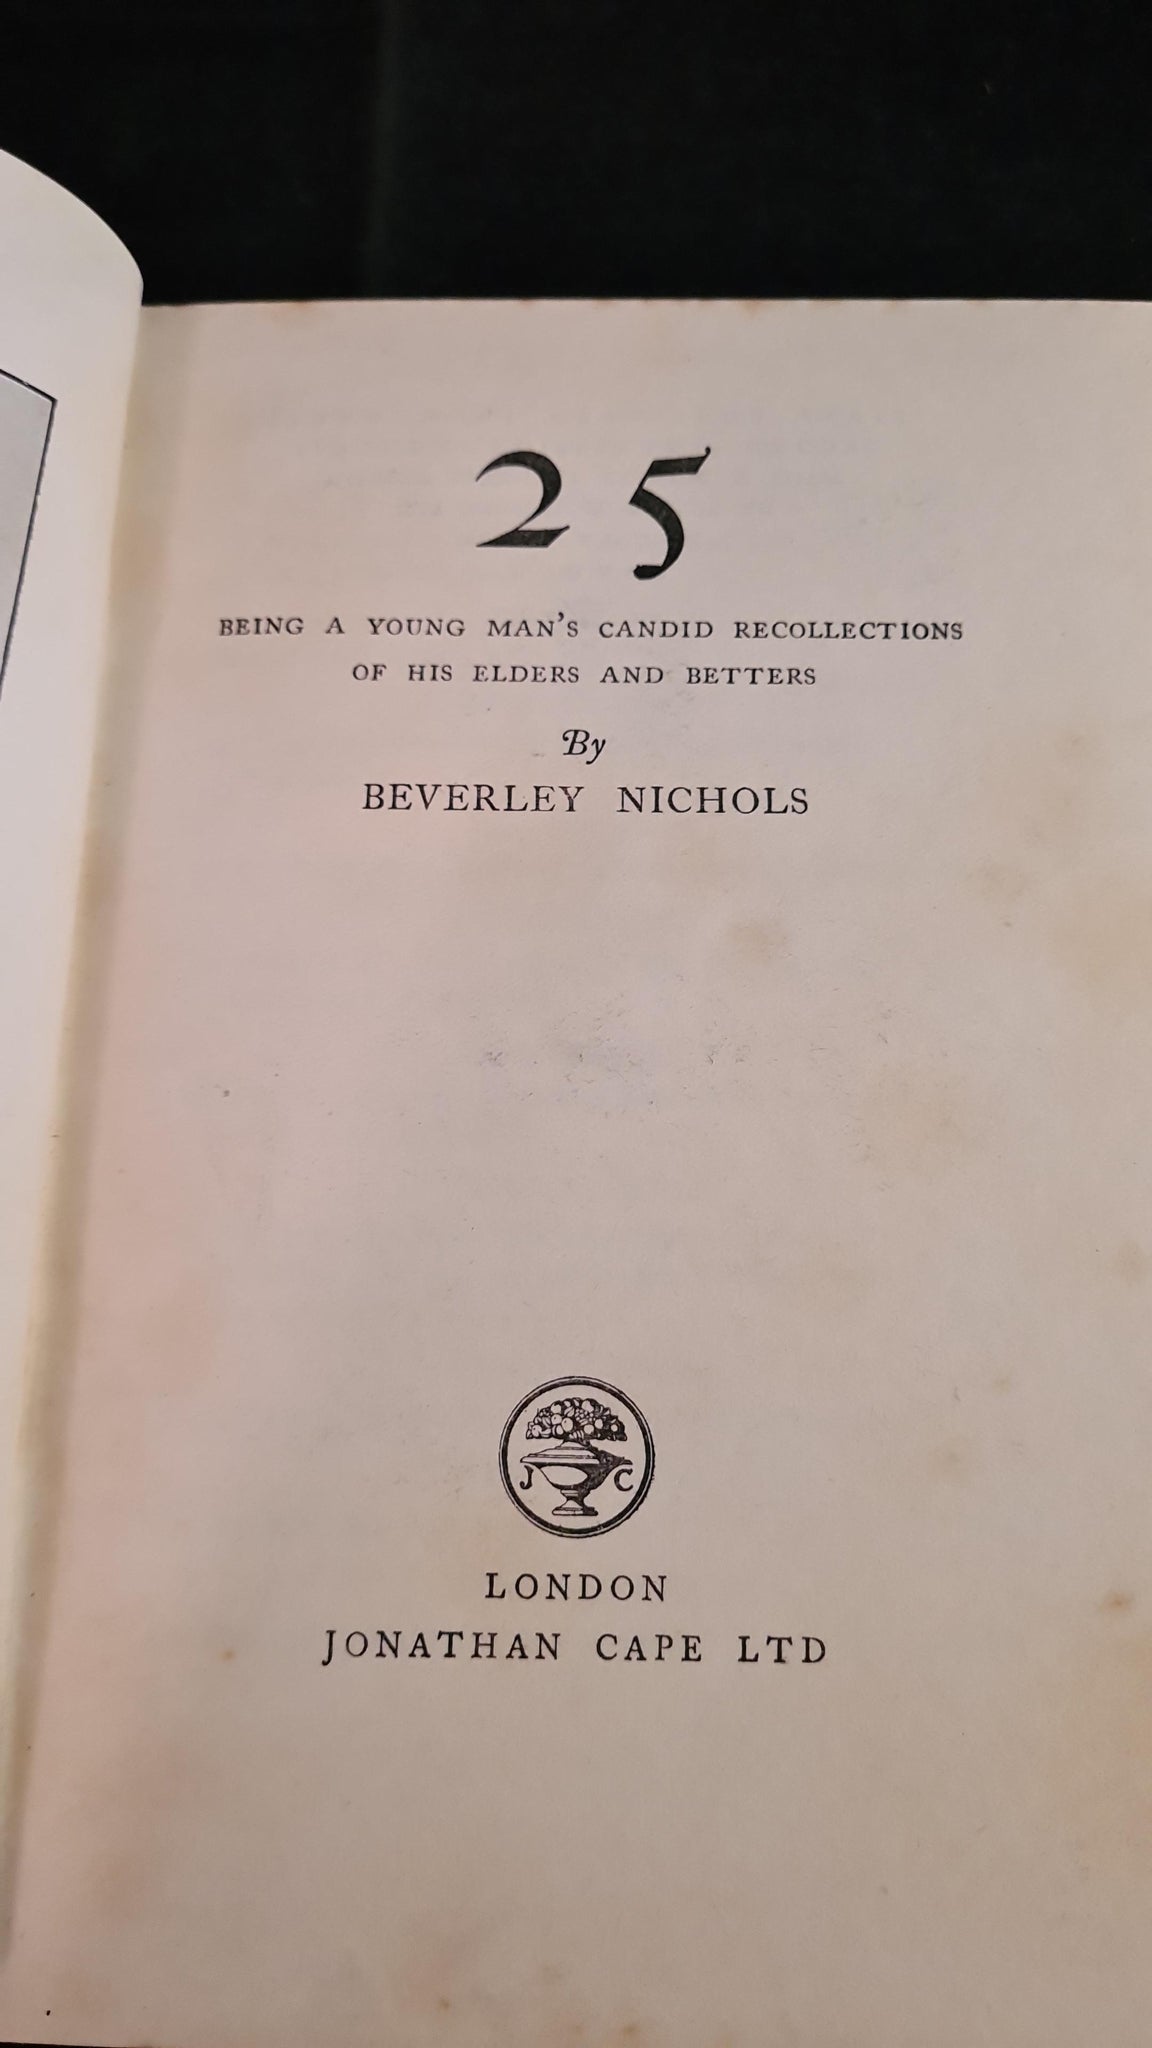 25
BEING A YOUNG MAN'S CANDID RECOLLECTIONS
OF HIS ELDERS AND BETTERS
By
BEVERLEY NICHOLS
J C
LONDON
JONATHAN CAPE LTD